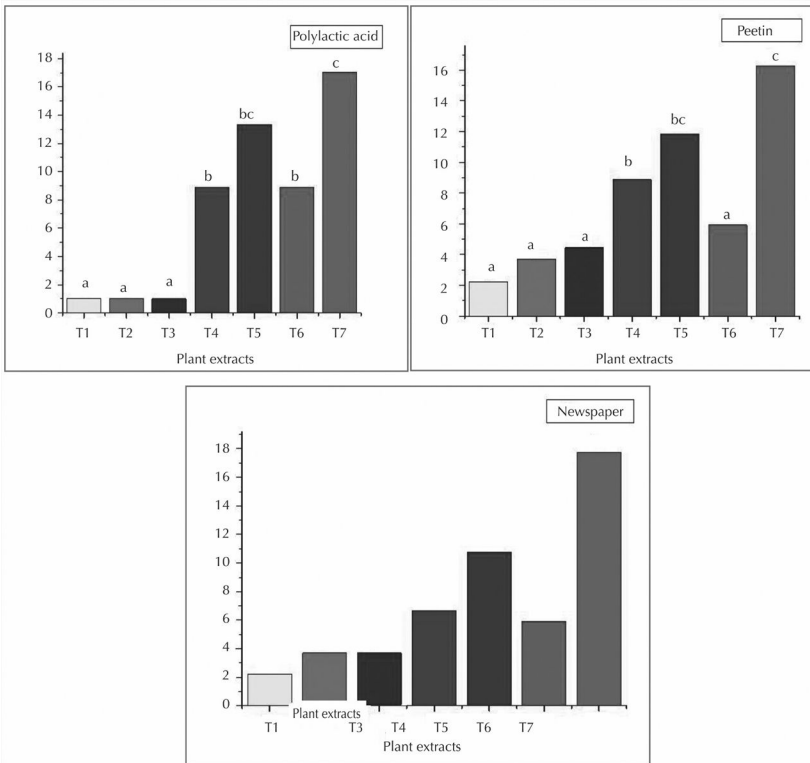 Polylactic acid
18
16
14
12
10
8
6
4
2
0
a a a b bc b c
T1 T2 T3 T4 T5 T6 T7
Plant extracts
Peetin
16
14
12
10
8
6
4
2
0
a a a b bc a c
T1 T2 T3 T4 T5 T6 T7
Plant extracts
Newspaper
18
16
14
12
10
8
6
4
2
0
Plant extracts
T1 T3 T4 T5 T6 T7
Plant extracts